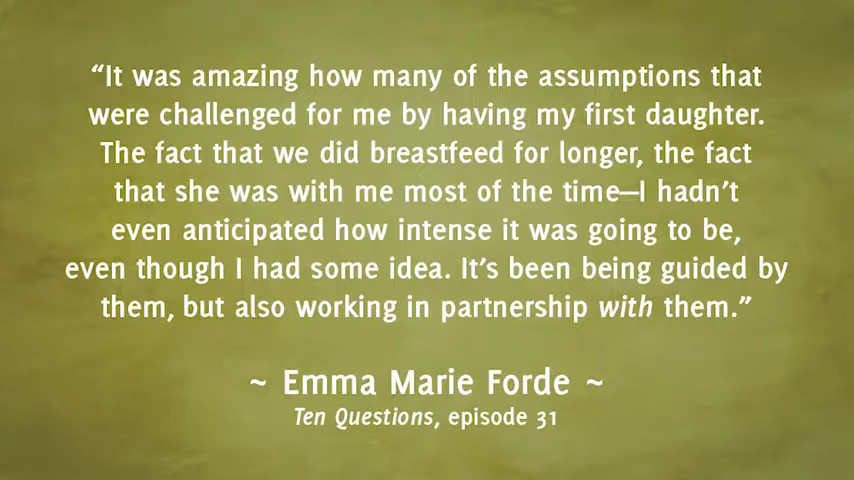 “It was amazing how many of the assumptions that
were challenged for me by having my first daughter.
The fact that we did breastfeed for longer, the fact
that she was with me most of the time—I hadn’t
even anticipated how intense it was going to be,
even though I had some idea. It’s been being guided by
them, but also working in partnership with them.”
~ Emma Marie Forde ~
Ten Questions, episode 31